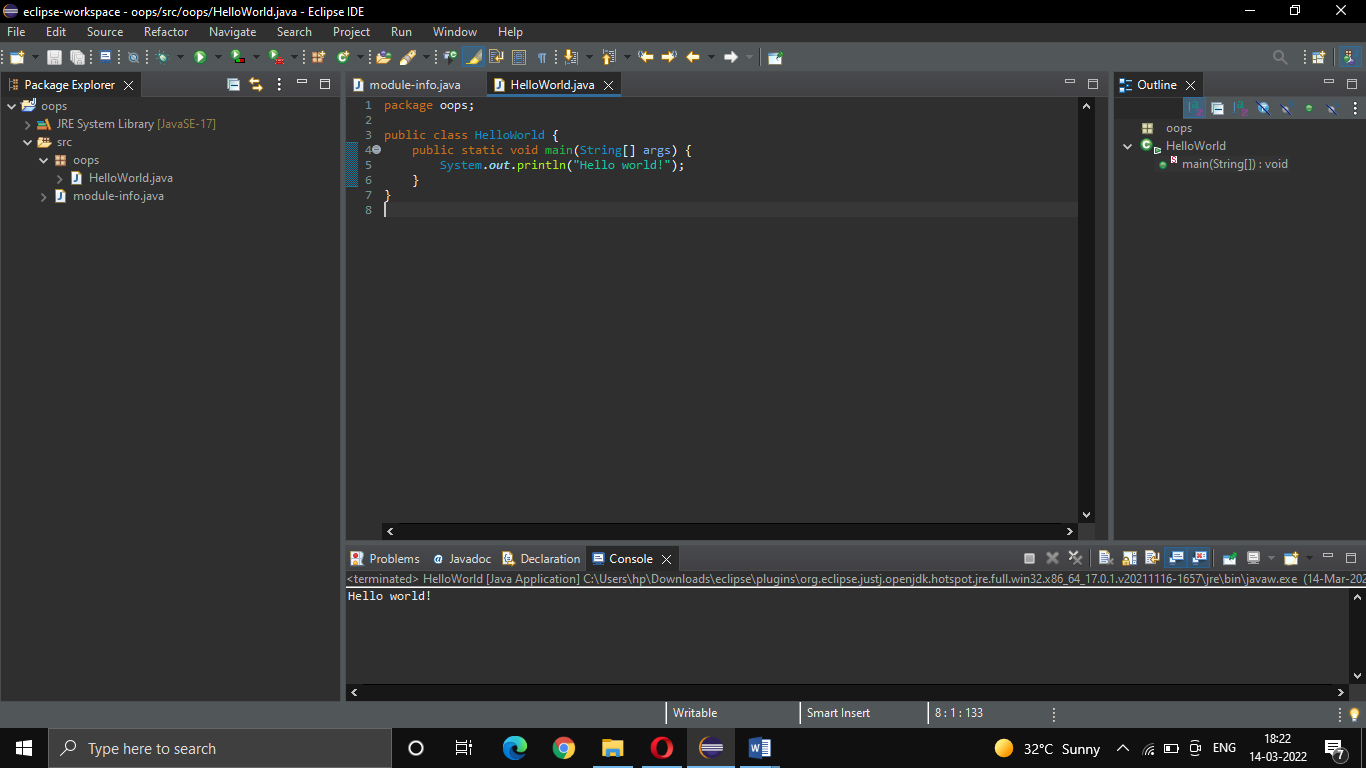 eclipse-workspace - oops/src/oops/HelloWorld.java - Eclipse IDE
File Edit Source Refactor Navigate Search Project Run Window Help
Package Explorer
oops
JRE System Library [JavaSE-17]
src
oops
HelloWorld.java
module-info.java
module-info.java HelloWorld.java
1 package oops;
2
3 public class HelloWorld {
4 public static void main(String[] args) {
5 System.out.println("Hello world!");
6 }
7 }
8
Outline
oops
HelloWorld
main(String[]) : void
Problems Javadoc Declaration Console
<terminated> HelloWorld [Java Application] C:\Users\hp\Downloads\eclipse\plugins\org.eclipse.justj.openjdk.hotspot.jre.full.win32.x86_64_17.0.1.v20211116-1657\jre\bin\javaw.exe (14-Mar-202
Hello world!
Writable Smart Insert 8 : 1 : 133
Type here to search
32°C Sunny
ENG
18:22
14-03-2022
7